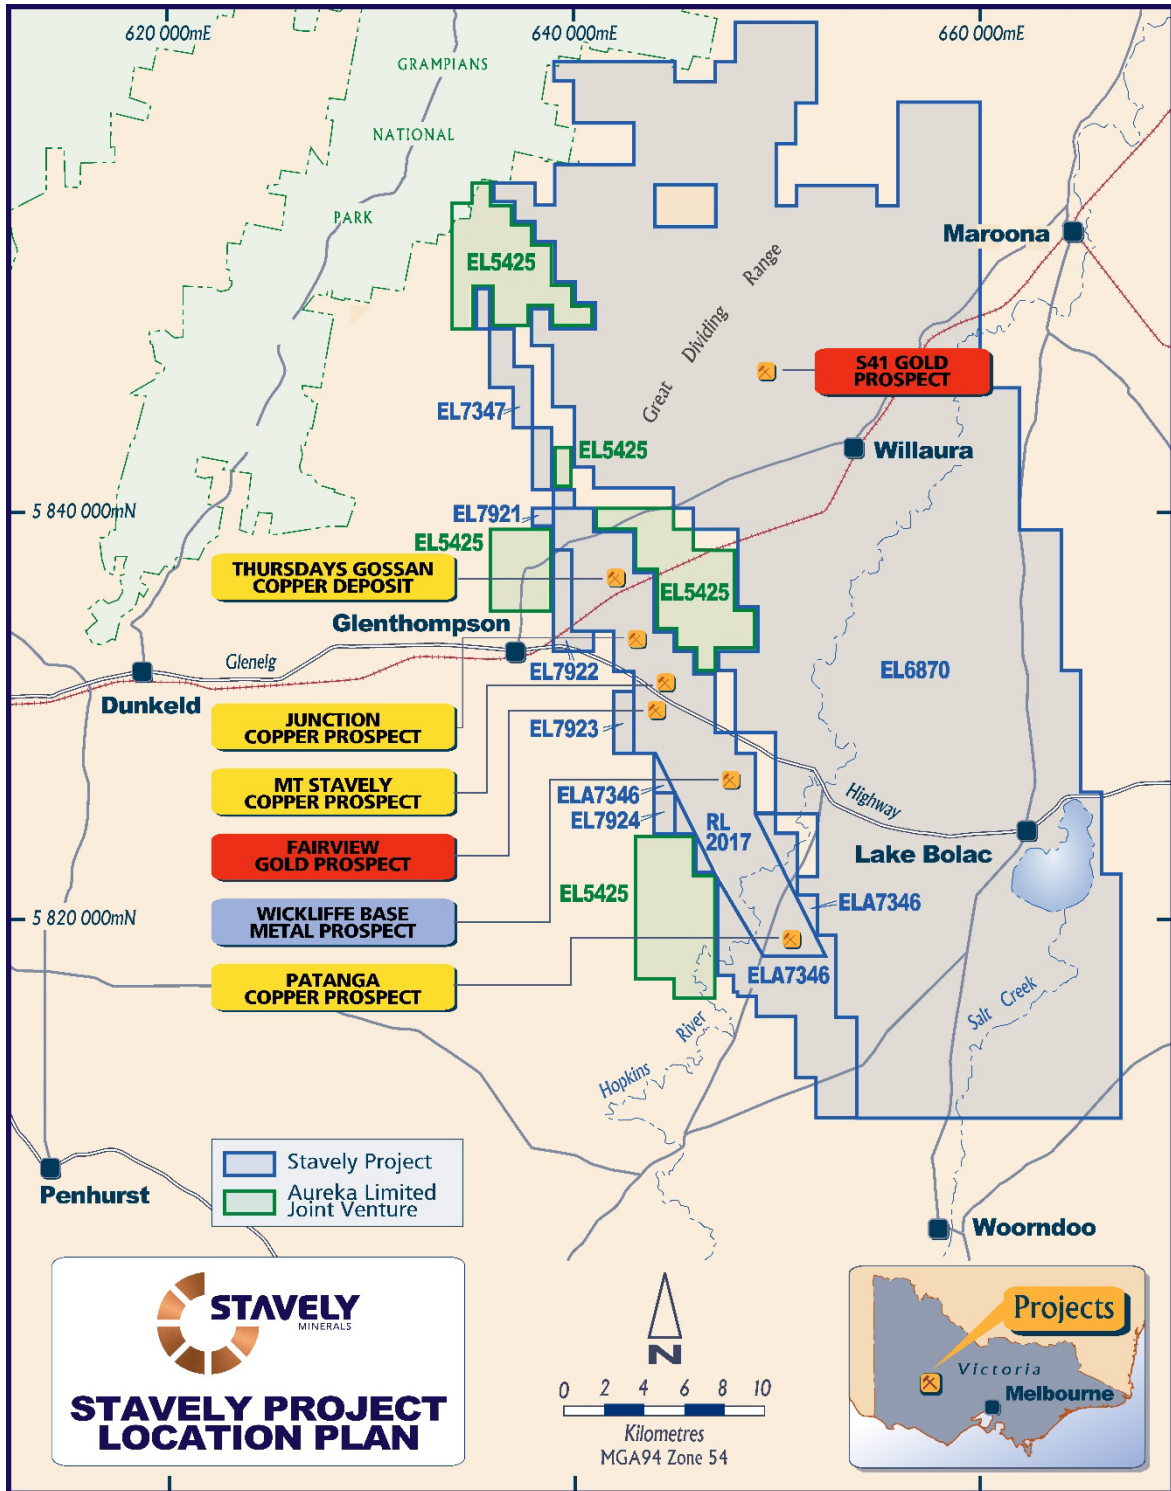 620 000mE
640 000mE
660 000mE
GRAMPIANS
NATIONAL
PARK
Maroona
EL5425
Great Dividing Range
S41 GOLD
PROSPECT
EL7347
EL5425
Willaura
5 840 000mN
EL7921
EL5425
THURSDAYS GOSSAN
COPPER DEPOSIT
EL5425
Glenthompson
Glenelg
EL7922
EL6870
Dunkeld
JUNCTION
COPPER PROSPECT
EL7923
MT STAVELY
COPPER PROSPECT
ELA7346
EL7924
RL
2017
Highway
FAIRVIEW
GOLD PROSPECT
Lake Bolac
EL5425
ELA7346
5 820 000mN
WICKLIFFE BASE
METAL PROSPECT
ELA7346
PATANGA
COPPER PROSPECT
Salt Creek
Hopkins River
Stavely Project
Aureka Limited
Joint Venture
Penhurst
Woorndoo
STAVELY
MINERALS
STAVELY PROJECT
LOCATION PLAN
N
0 2 4 6 8 10
Kilometres
MGA94 Zone 54
Projects
Victoria
Melbourne